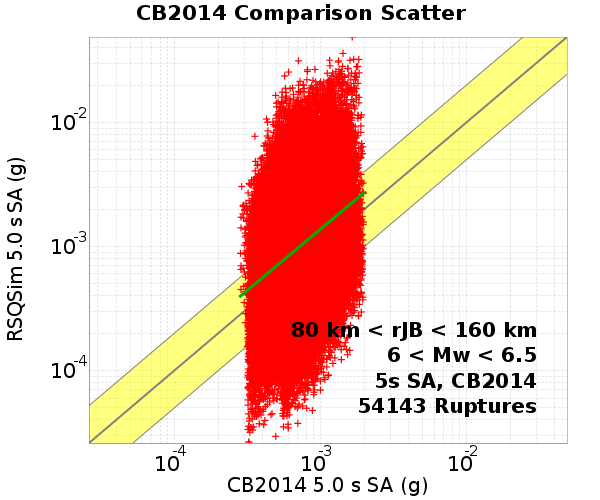 CB2014 Comparison Scatter
RSQSim 5.0 s SA (g)
10-2
10-3
10-4
80 km < rJB < 160 km
6 < Mw < 6.5
5s SA, CB2014
54143 Ruptures
10-4
10-3
10-2
CB2014 5.0 s SA (g)